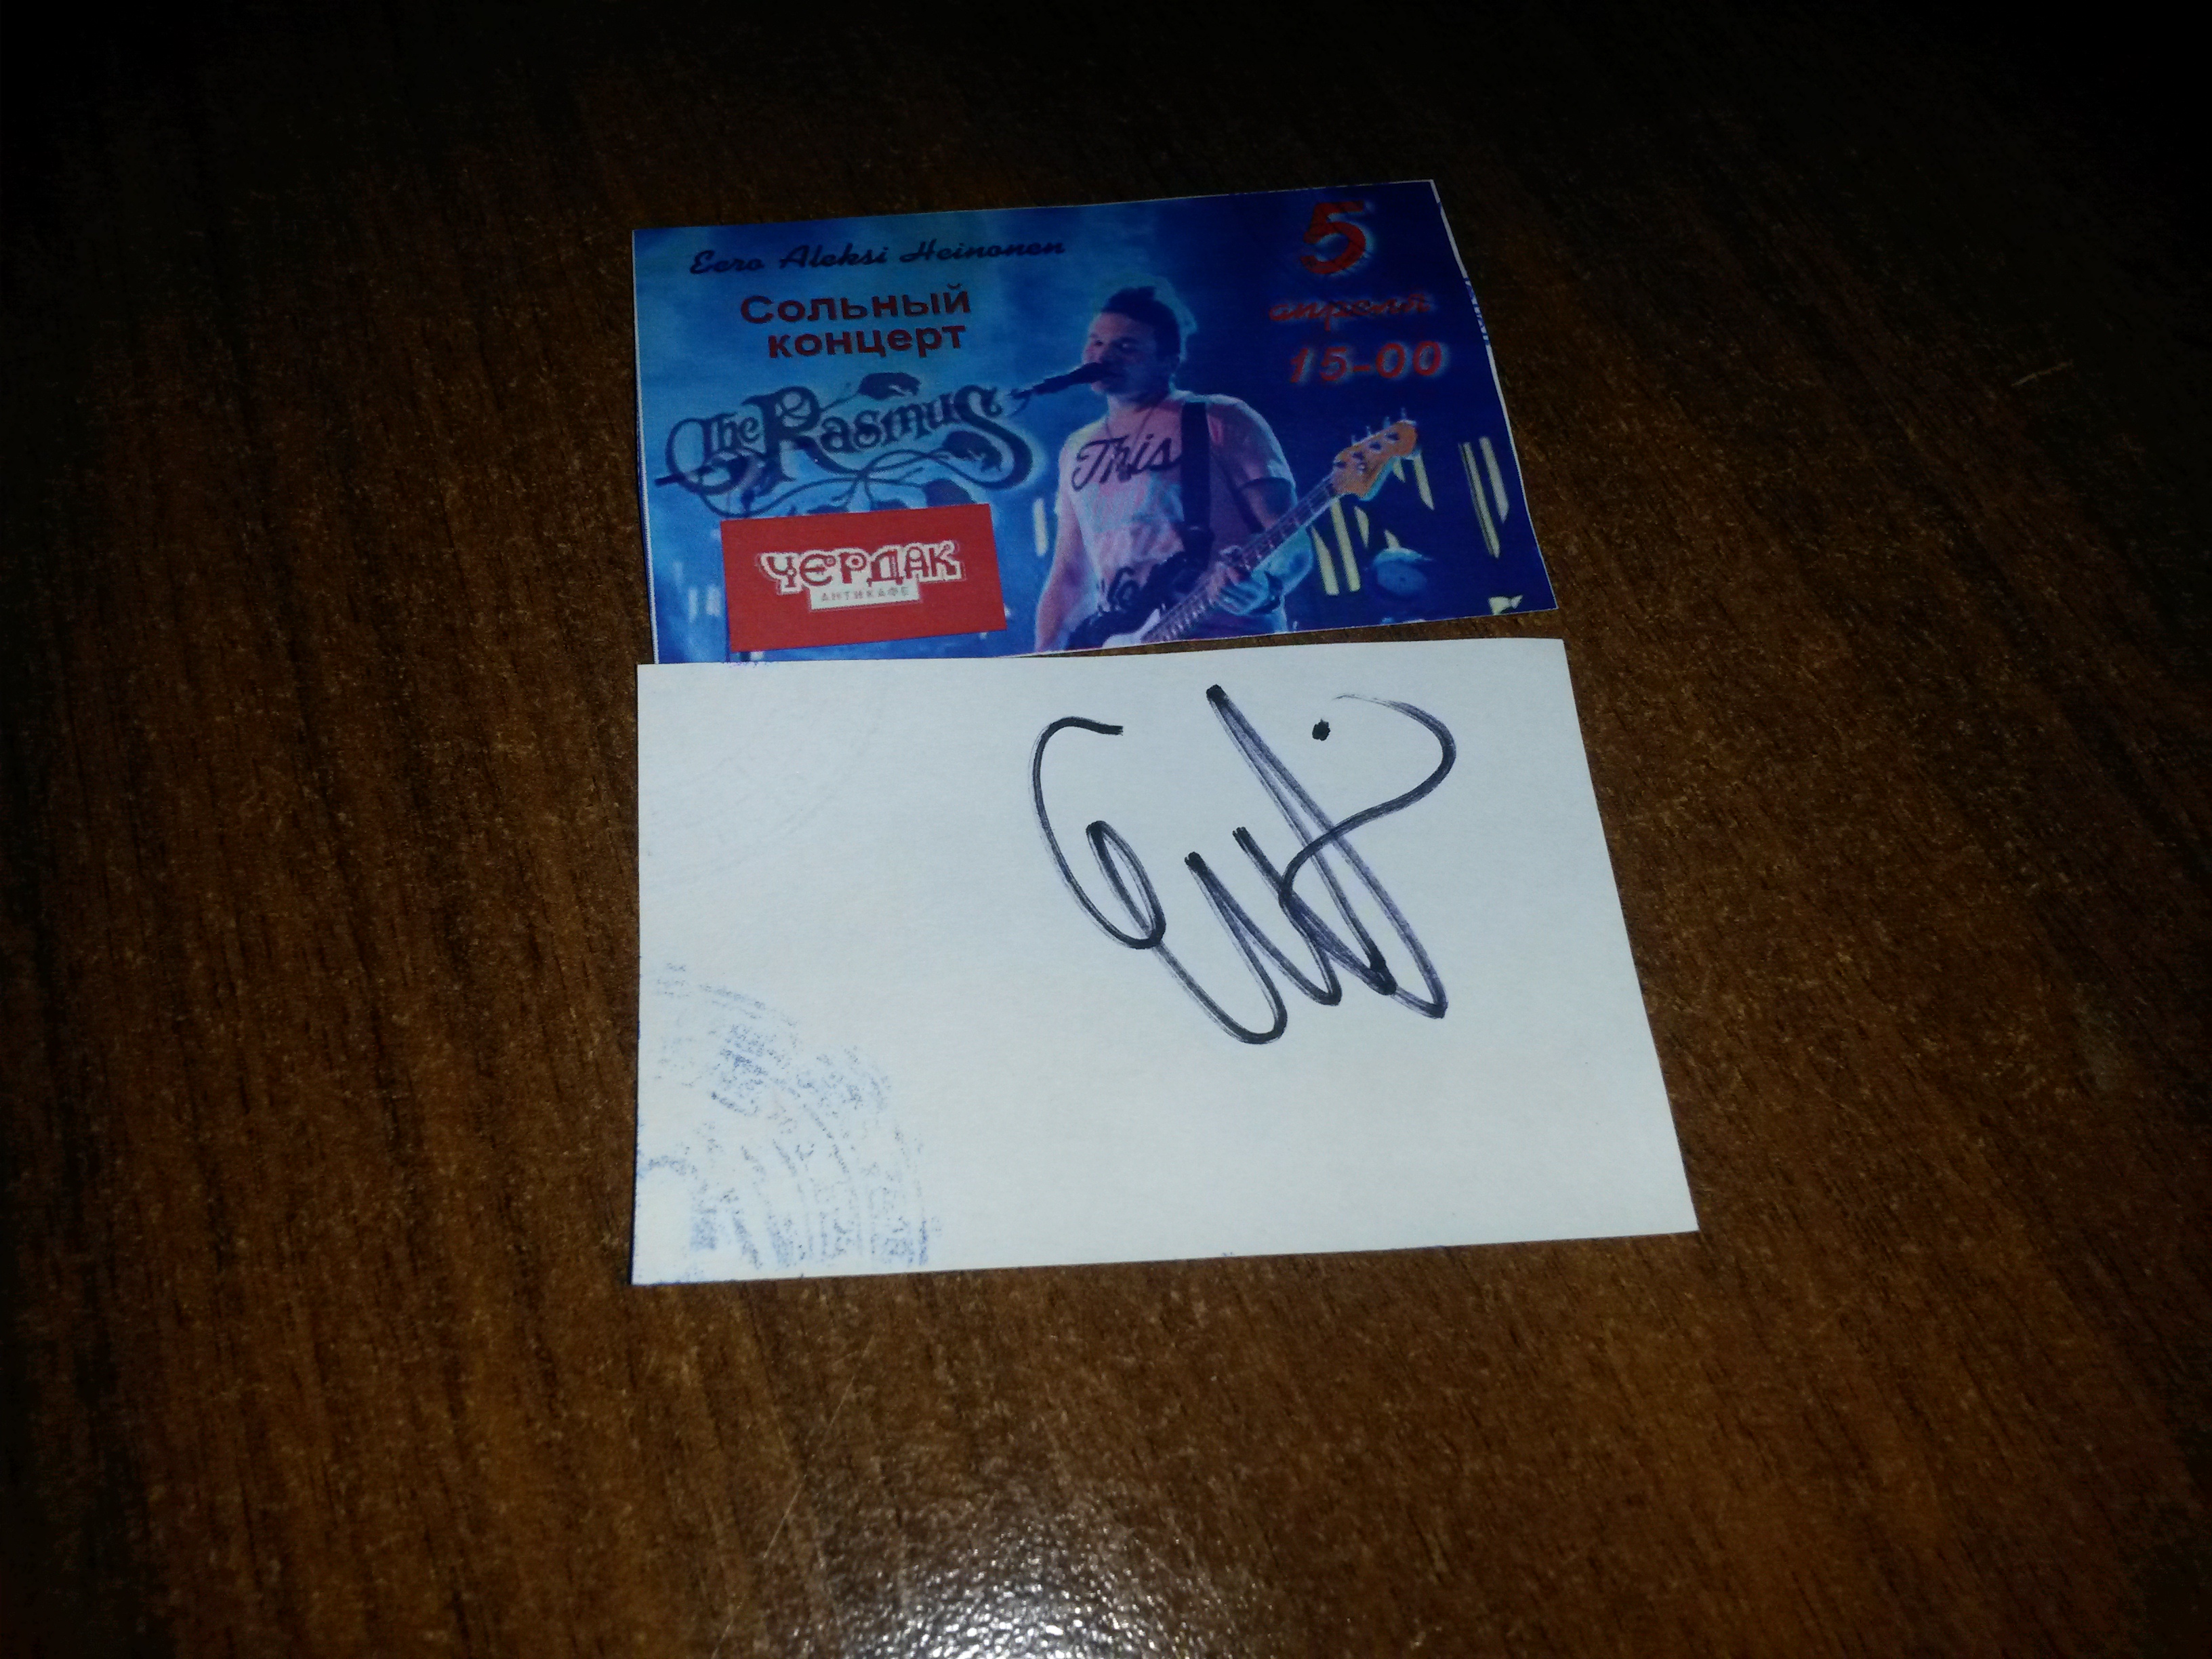 Eero Aleksi Heinonen
Сольный
концерт
The Rasmus
5
апреля
15-00
This
ЧЕРДАК
АНТИКАФЕ